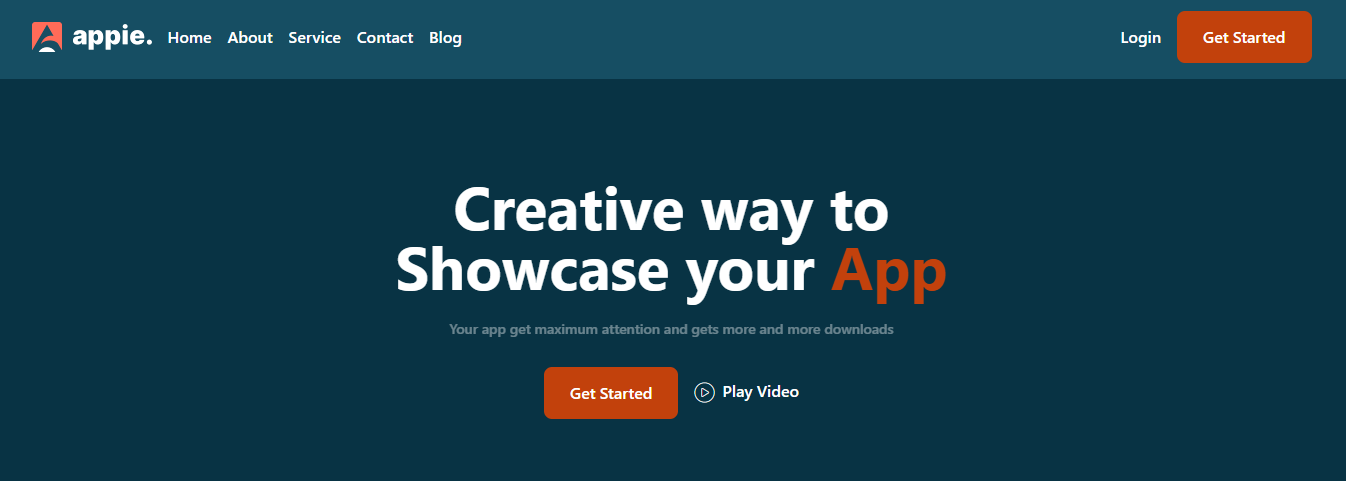 appie. Home About Service Contact Blog Login Get Started
Creative way to
Showcase your App
Your app get maximum attention and gets more and more downloads
Get Started Play Video